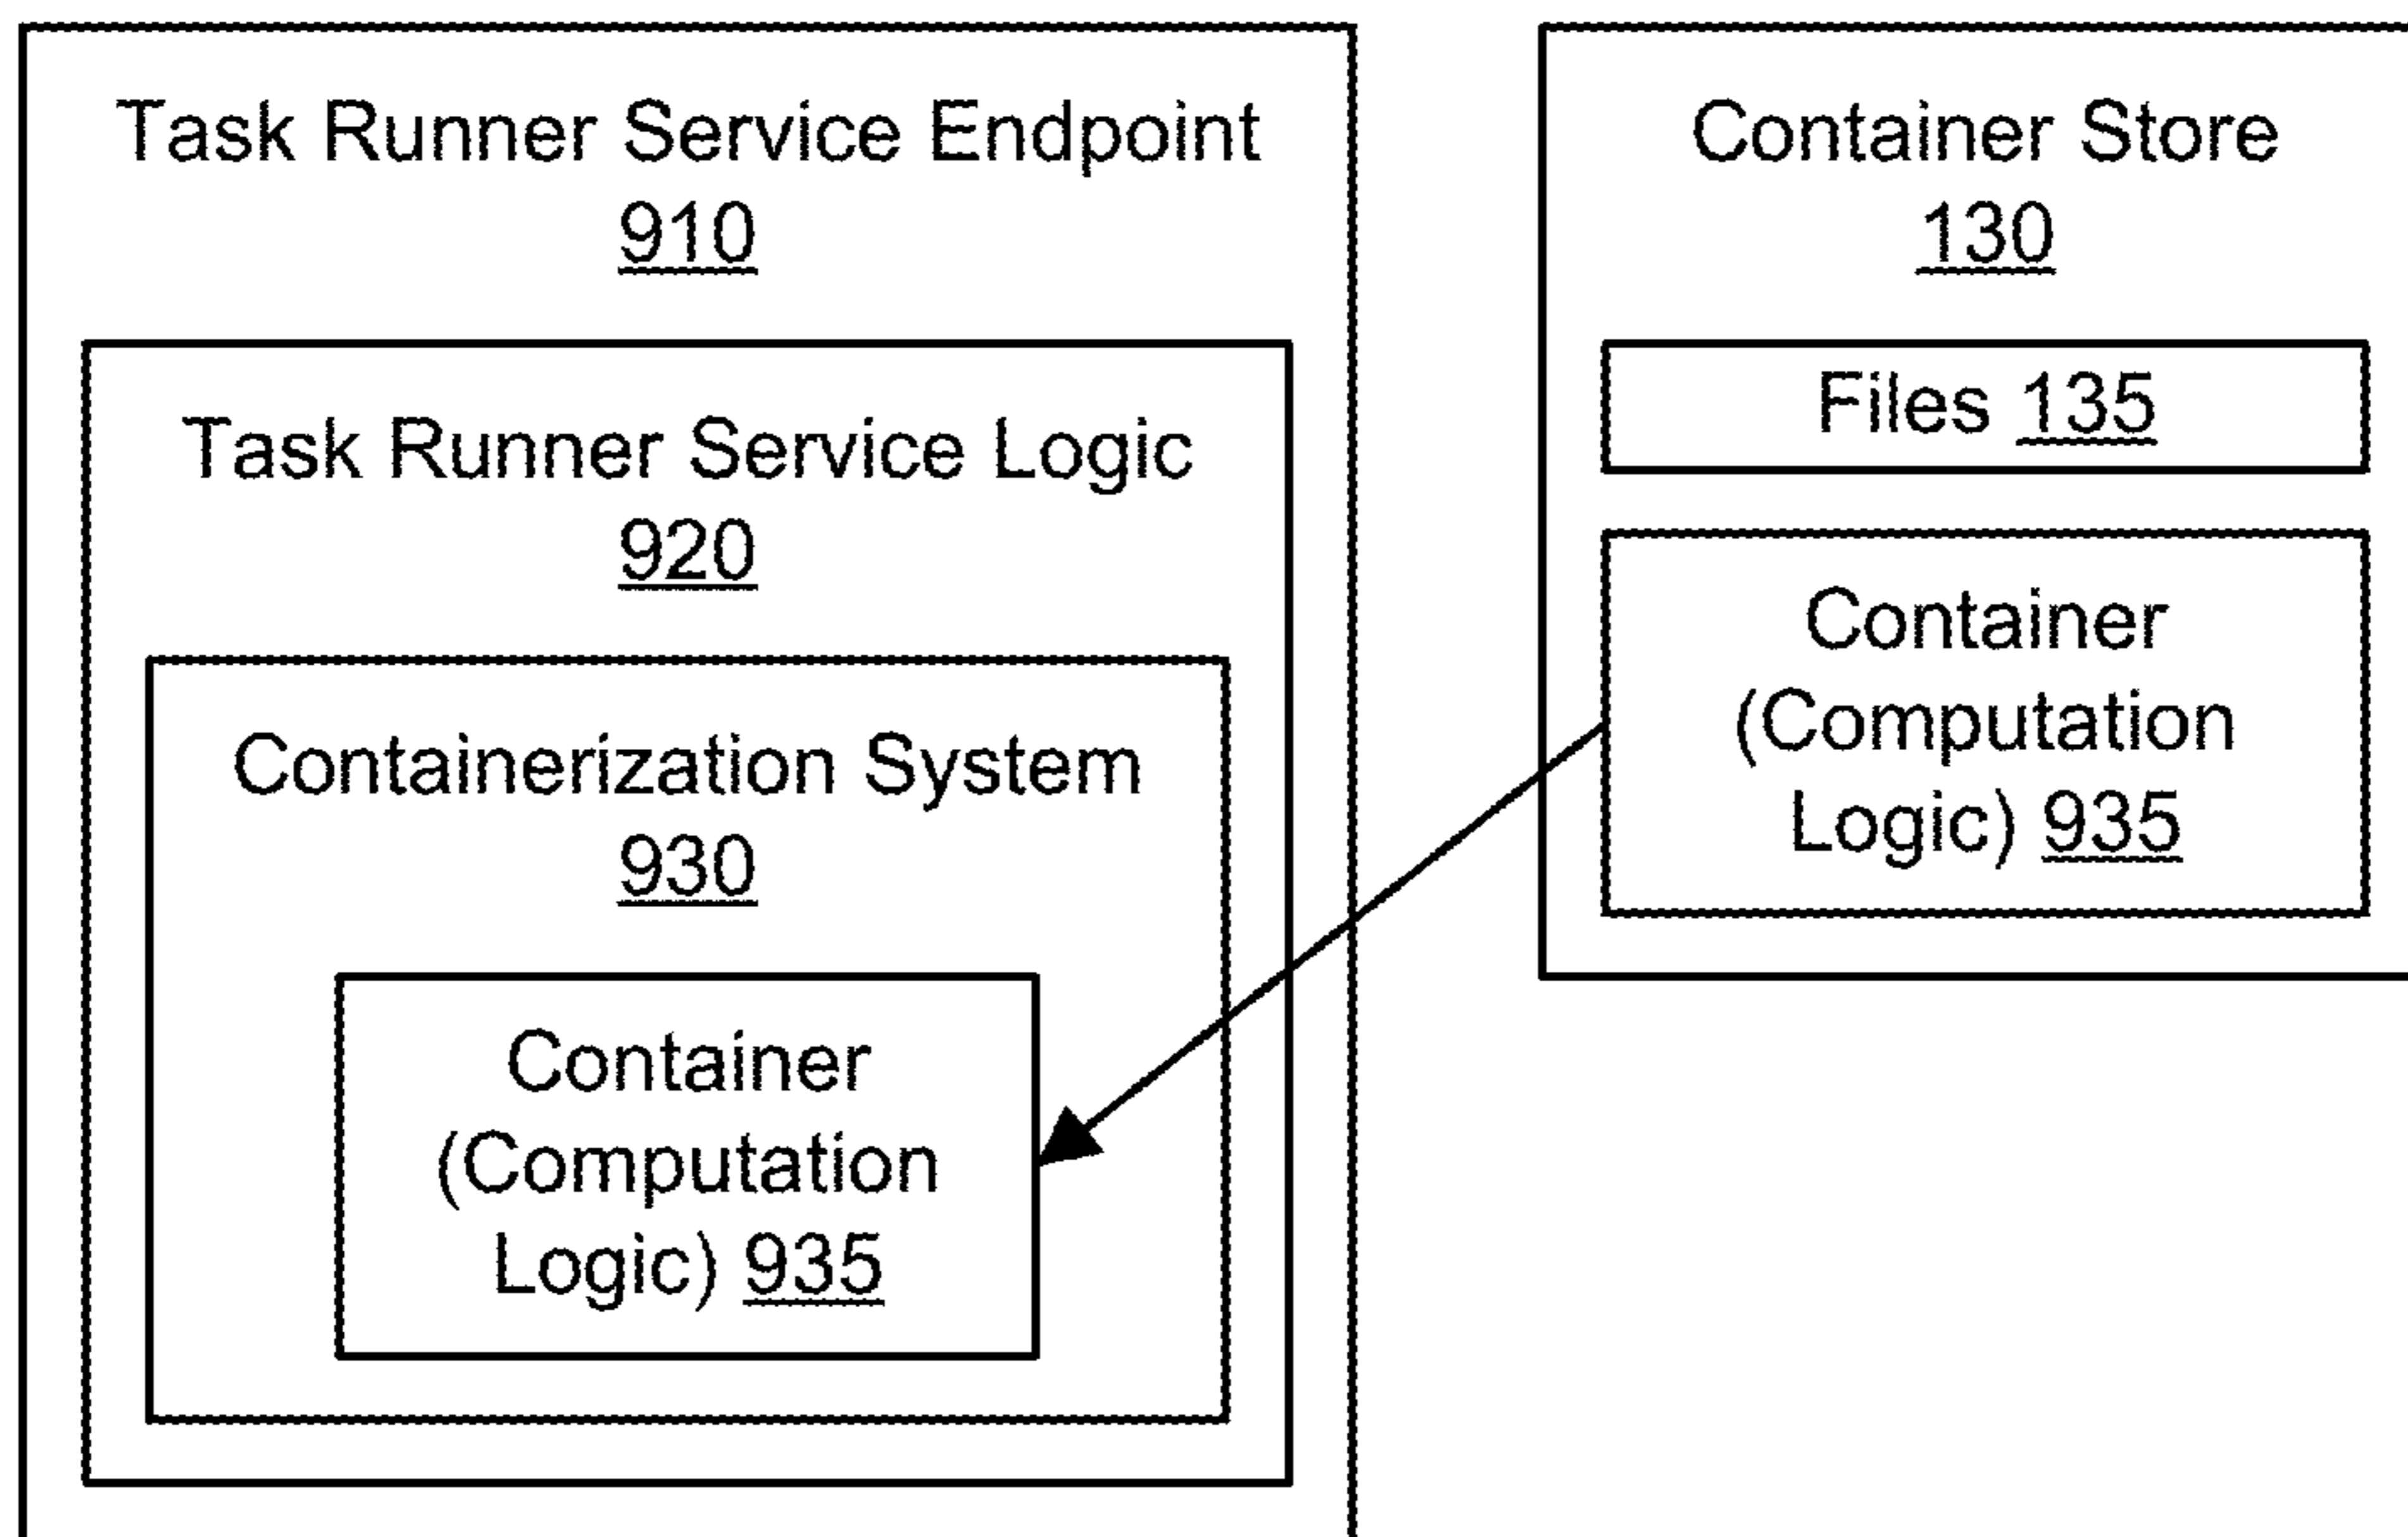 Task Runner Service Endpoint
910
Task Runner Service Logic
920
Containerization System
930
Container
(Computation
Logic) 935
Container Store
130
Files 135
Container
(Computation
Logic) 935